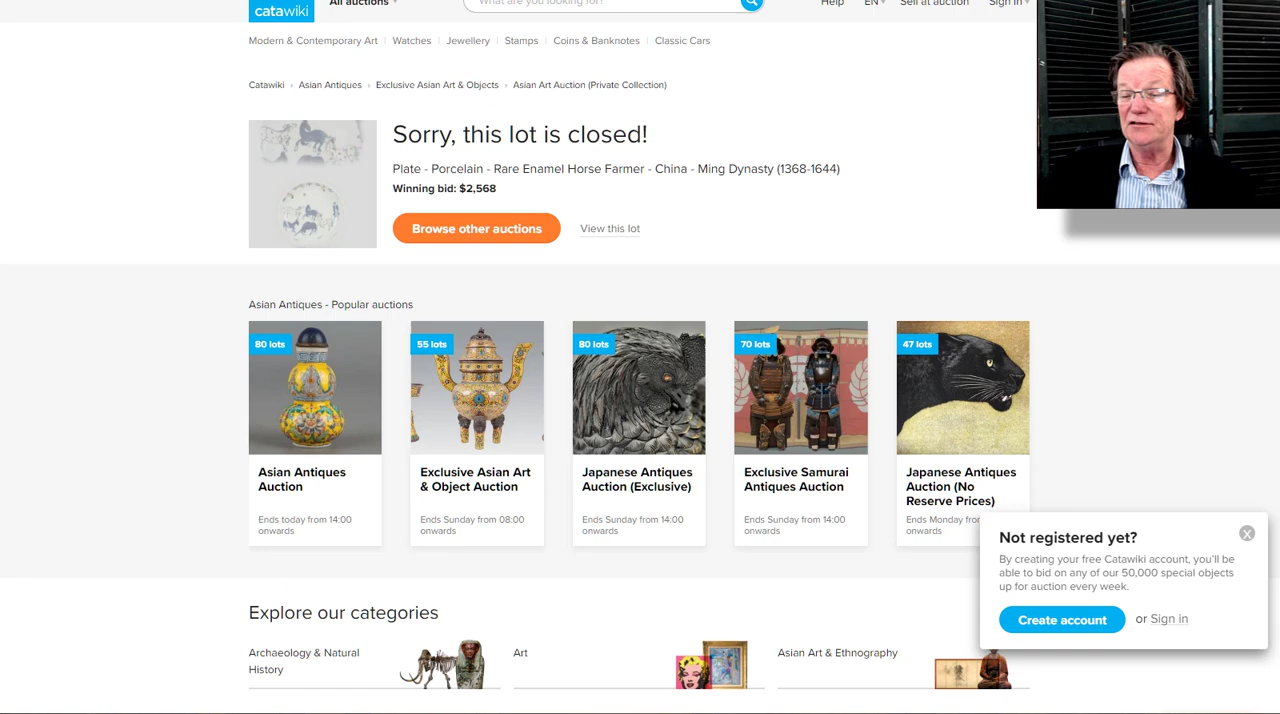 catawiki
All auctions
What are you looking for?
Help
EN
Sell at auction
Sign in
Modern & Contemporary Art
Watches
Jewellery
Stamps
Coins & Banknotes
Classic Cars
Catawiki › Asian Antiques › Exclusive Asian Art & Objects › Asian Art Auction (Private Collection)
Sorry, this lot is closed!
Plate - Porcelain - Rare Enamel Horse Farmer - China - Ming Dynasty (1368-1644)
Winning bid: $2,568
Browse other auctions
View this lot
Asian Antiques - Popular auctions
80 lots
Asian Antiques
Auction
Ends today from 14:00
onwards
55 lots
Exclusive Asian Art
& Object Auction
Ends Sunday from 08:00
onwards
80 lots
Japanese Antiques
Auction (Exclusive)
Ends Sunday from 14:00
onwards
70 lots
Exclusive Samurai
Antiques Auction
Ends Sunday from 14:00
onwards
47 lots
Japanese Antiques
Auction (No
Reserve Prices)
Ends Monday
onwards
Not registered yet?
X
By creating your free Catawiki account, you'll be
able to bid on any of our 50,000 special objects
up for auction every week.
Create account
or Sign in
Explore our categories
Archaeology & Natural
History
Art
Asian Art & Ethnography